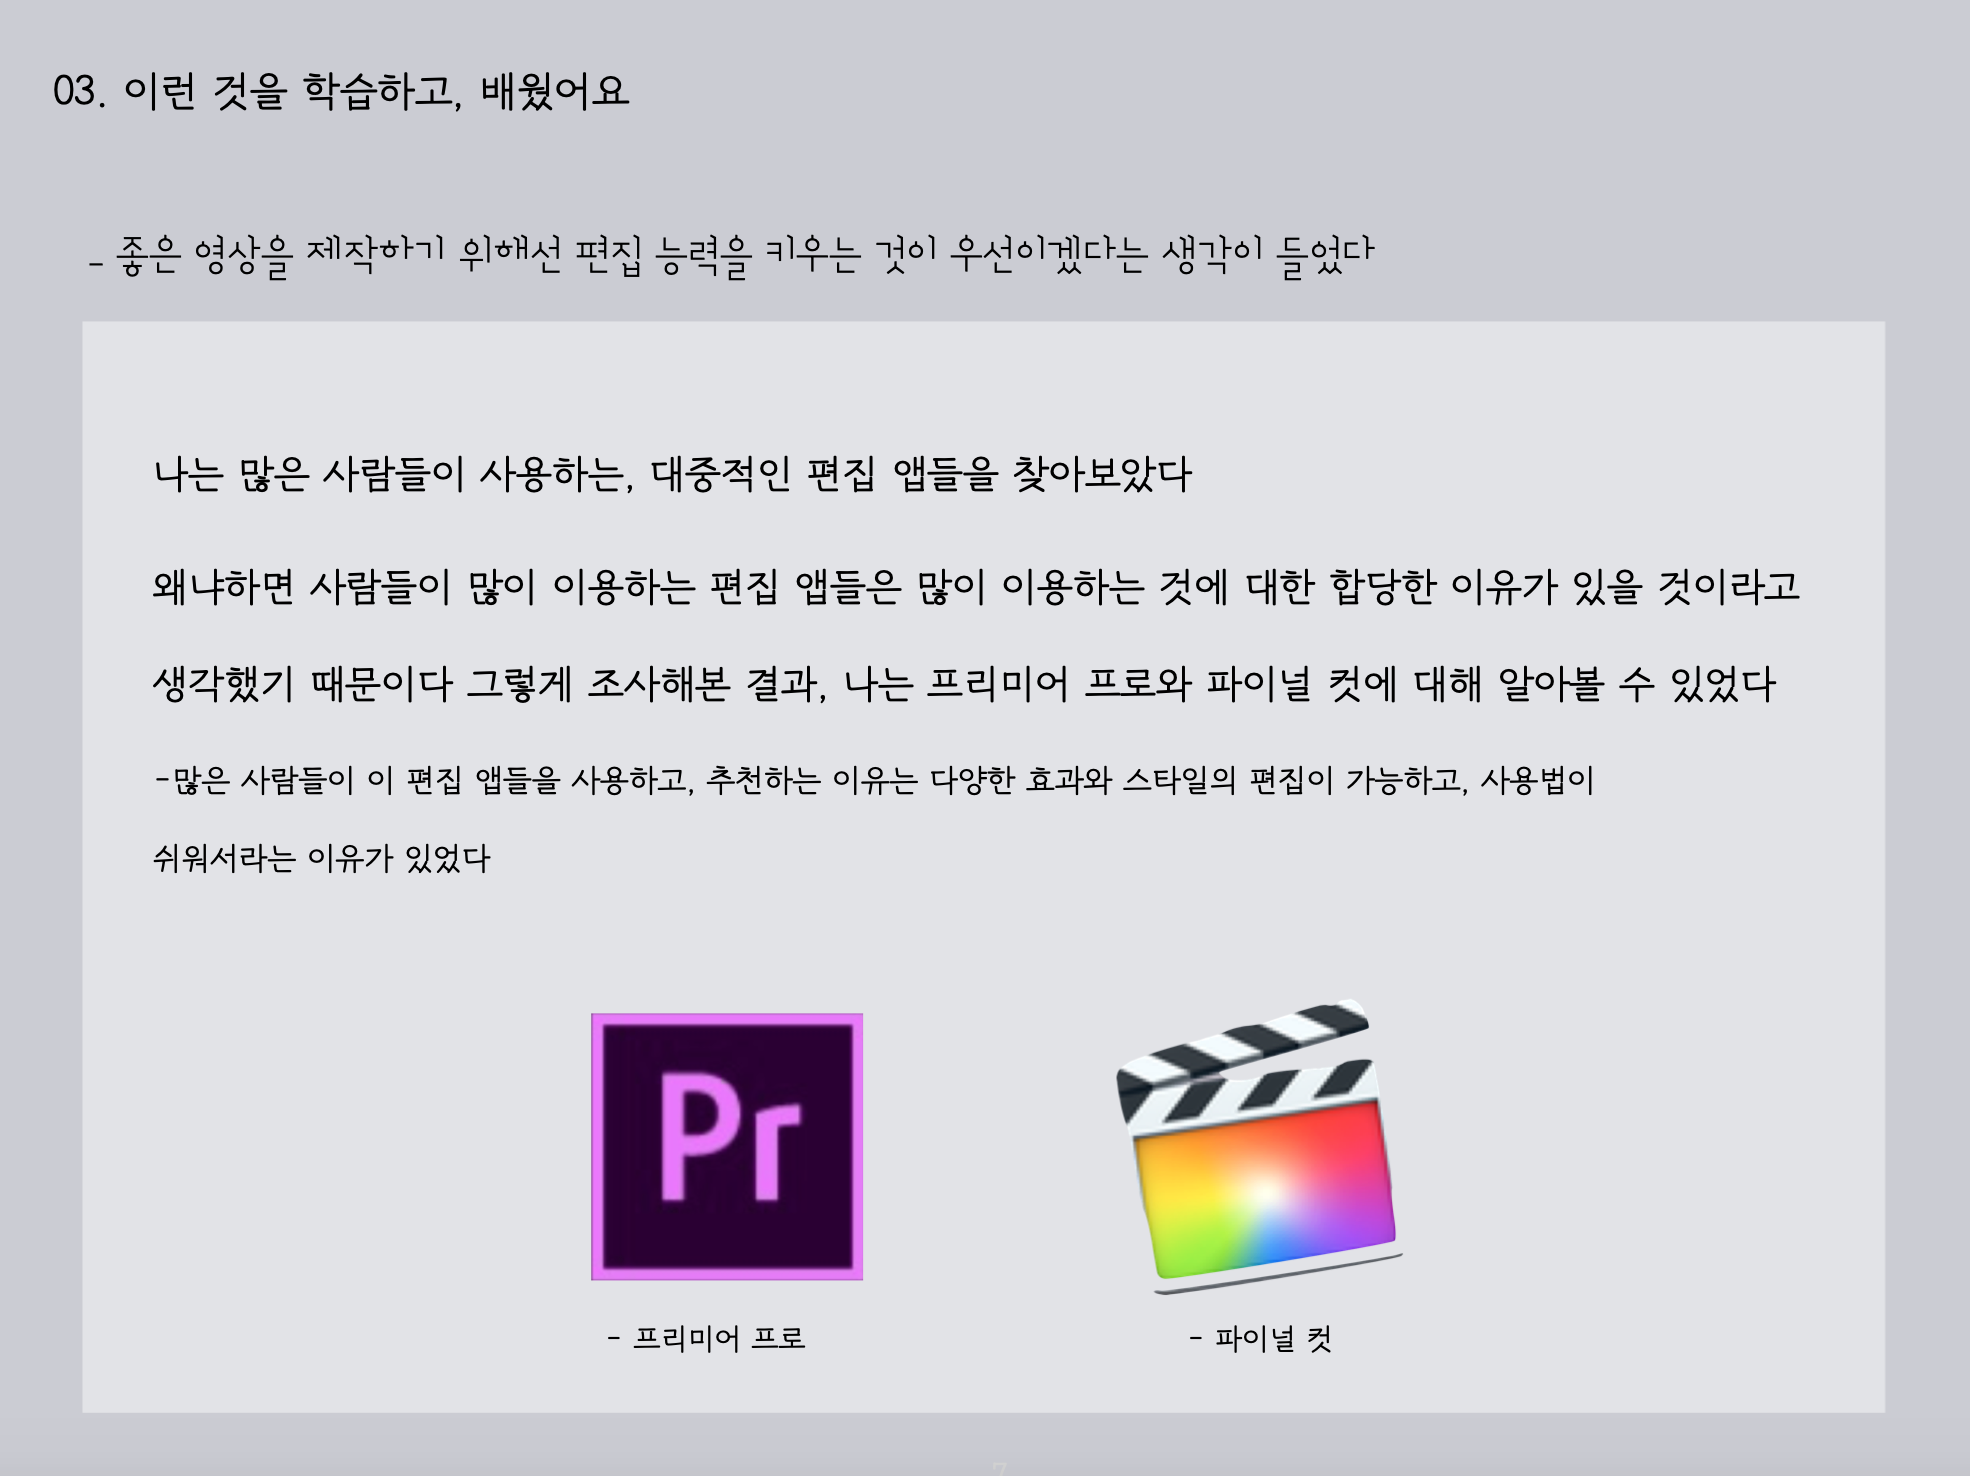 03. 이런 것을 학습하고, 배웠어요
- 좋은 영상을 제작하기 위해선 편집 능력을 키우는 것이 우선이겠다는 생각이 들었다
나는 많은 사람들이 사용하는, 대중적인 편집 앱들을 찾아보았다
왜냐하면 사람들이 많이 이용하는 편집 앱들은 많이 이용하는 것에 대한 합당한 이유가 있을 것이라고
생각했기 때문이다 그렇게 조사해본 결과, 나는 프리미어 프로와 파이널 컷에 대해 알아볼 수 있었다
-많은 사람들이 이 편집 앱들을 사용하고, 추천하는 이유는 다양한 효과와 스타일의 편집이 가능하고, 사용법이
쉬워서라는 이유가 있었다
Pr
- 프리미어 프로
- 파이널 컷
7